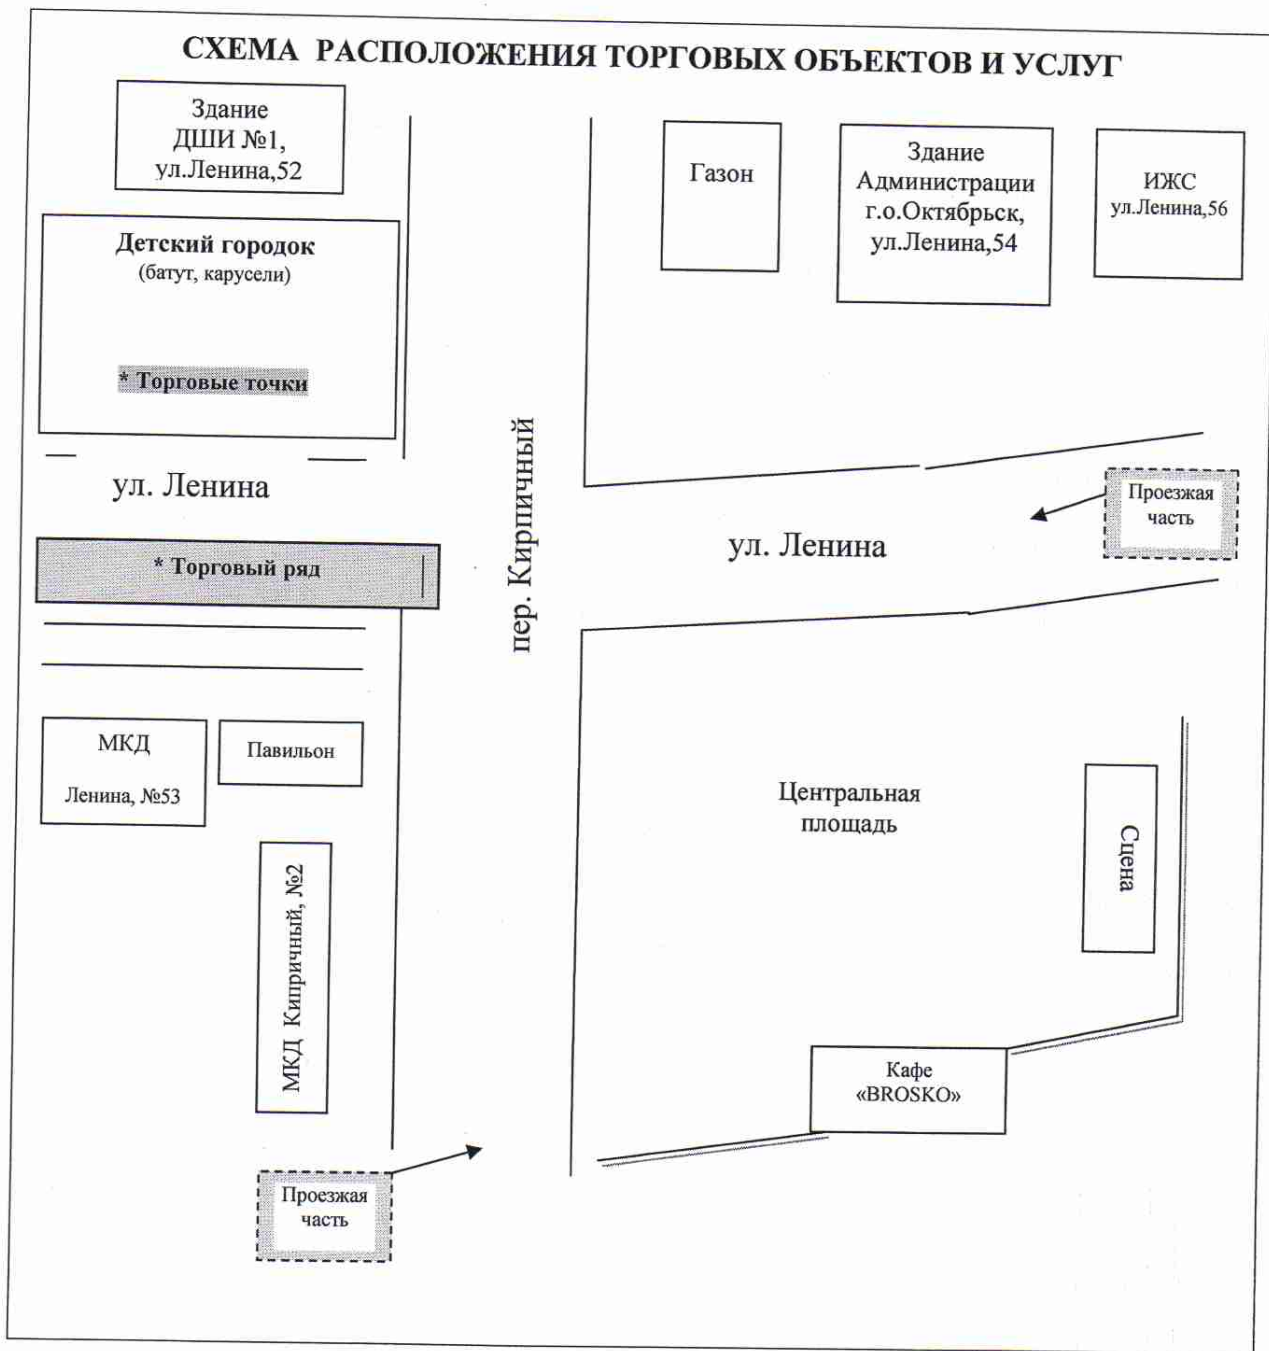 СХЕМА РАСПОЛОЖЕНИЯ ТОРГОВЫХ ОБЪЕКТОВ И УСЛУГ
Здание
ДШИ №1,
ул.Ленина,52
Газон
Здание
Администрации
г.о.Октябрьск,
ул.Ленина,54
ИЖС
ул.Ленина,56
Детский городок
(батут, карусели)
* Торговые точки
ул. Ленина
* Торговый ряд
пер. Кирпичный
ул. Ленина
Проезжая
часть
МКД
Ленина, №53
Павильон
МКД Кипричный, №2
Центральная
площадь
Сцена
Кафе
«BROSKO»
Проезжая
часть